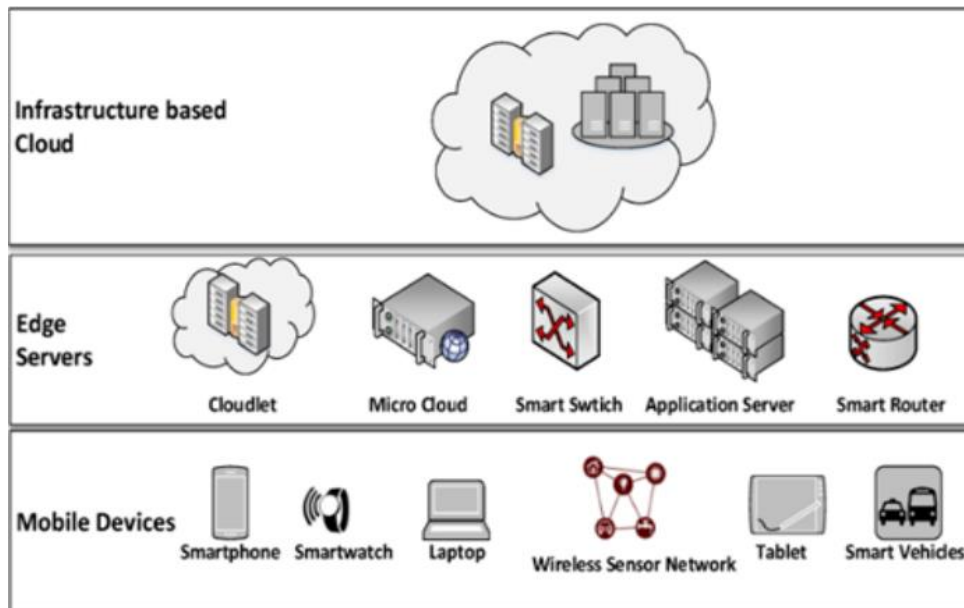 Infrastructure based
Cloud
Edge
Servers
Cloudlet
Micro Cloud
Smart Swtich
Application Server
Smart Router
Mobile Devices
Smartphone
Smartwatch
Laptop
Wireless Sensor Network
Tablet
Smart Vehicles